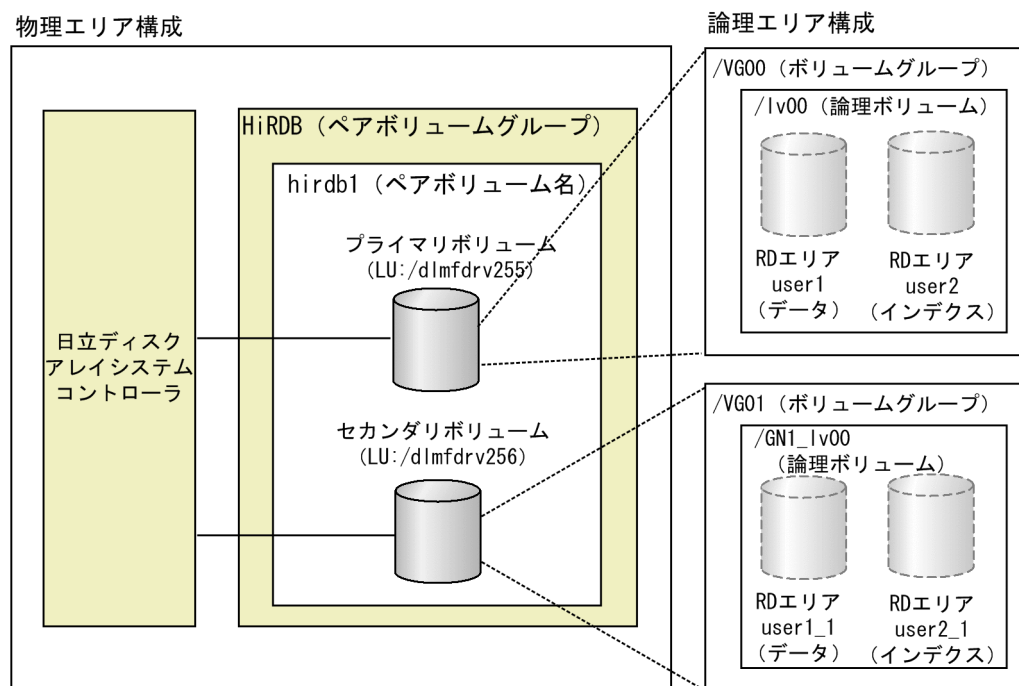 物理エリア構成
HiRDB（ペアボリュームグループ）
hirdb1（ペアボリューム名）
プライマリボリューム
(LU:/dlmfdrv255)
日立ディスク
アレイシステム
コントローラ
セカンダリボリューム
(LU:/dlmfdrv256)
論理エリア構成
/VG00（ボリュームグループ）
/lv00（論理ボリューム）
RDエリア
user1
（データ）
RDエリア
user2
（インデクス）
/VG01（ボリュームグループ）
/GN1_lv00
（論理ボリューム）
RDエリア
user1_1
（データ）
RDエリア
user2_1
（インデクス）